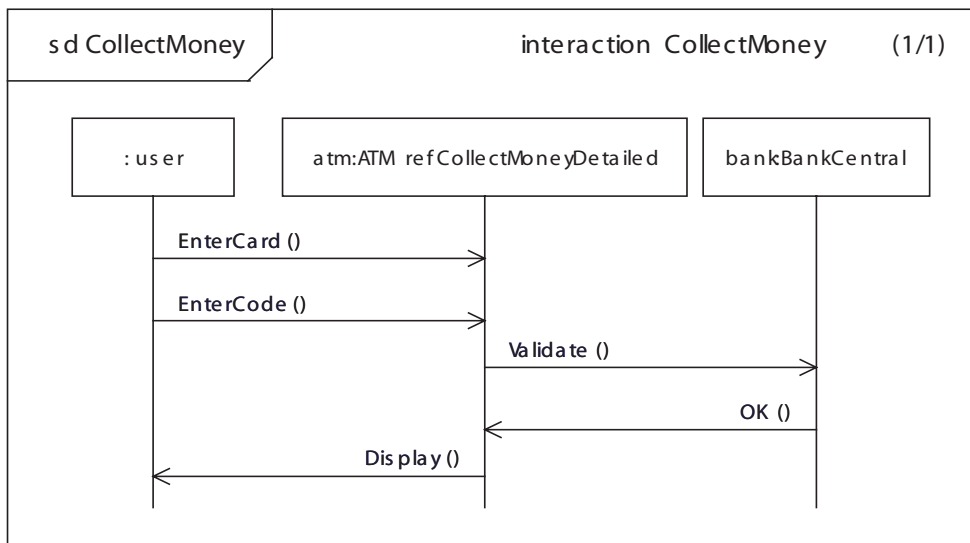 sd CollectMoney
interaction CollectMoney (1/1)
: user
atm:ATM ref CollectMoneyDetailed
bank:BankCentral
EnterCard ()
EnterCode ()
Validate ()
OK ()
Display ()